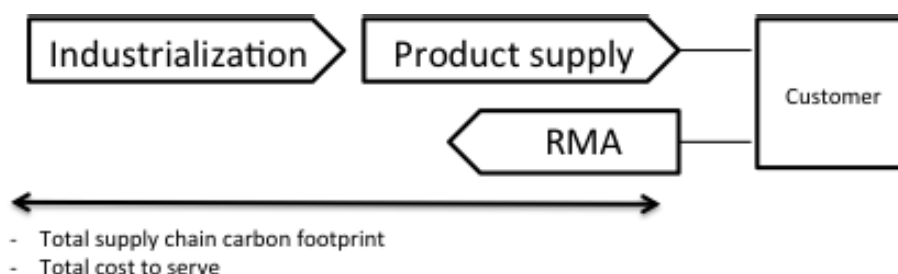 Industrialization
Product supply
Customer
RMA
- Total supply chain carbon footprint
- Total cost to serve